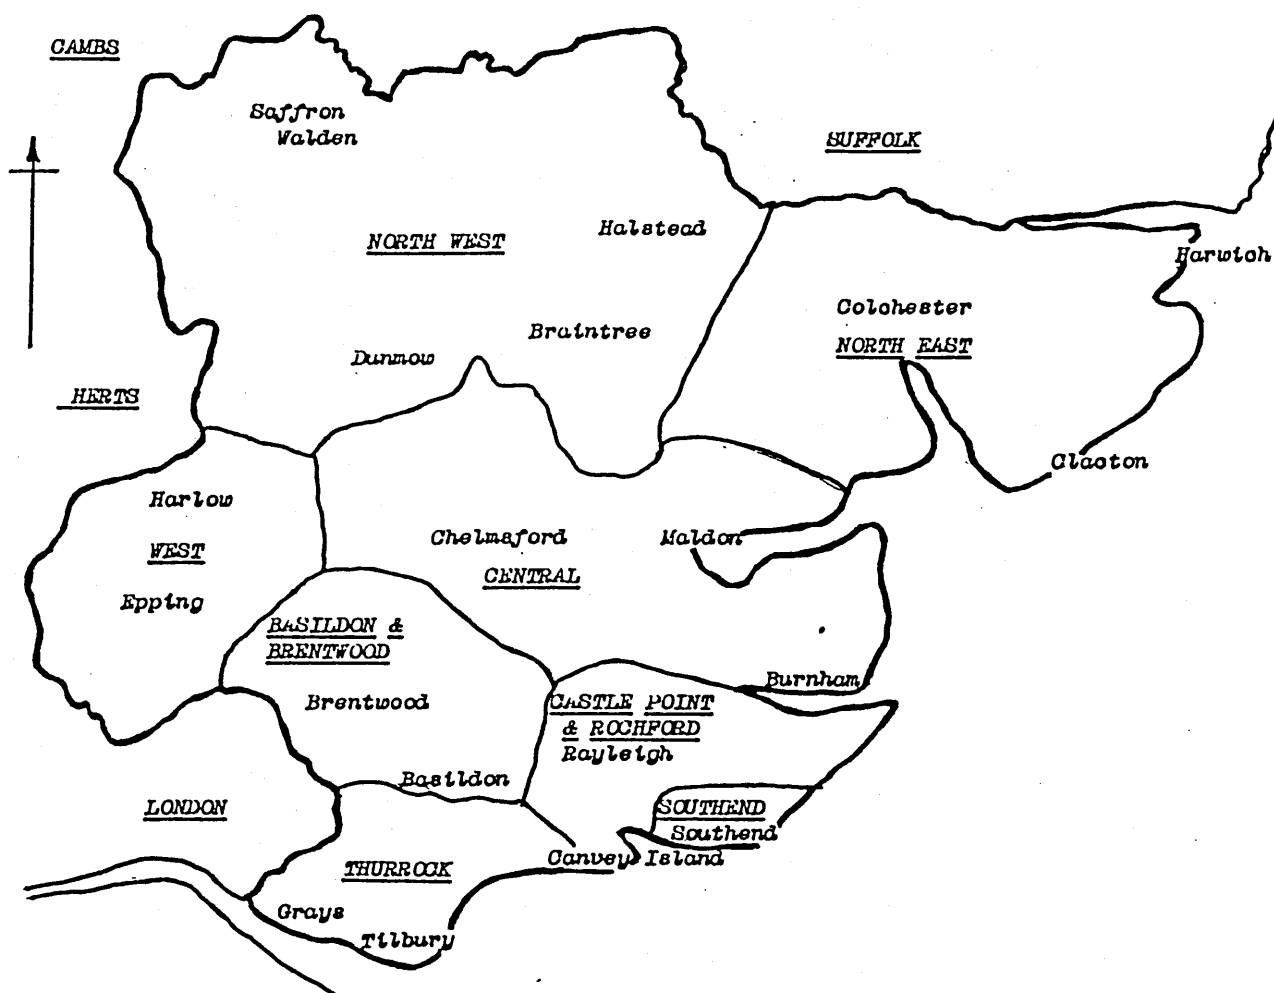 CAMBS
Saffron
Walden
SUFFOLK
NORTH WEST
Halstead
Harwich
Colchester
NORTH EAST
Braintree
Dunmow
HERTS
Clacton
Harlow
WEST
Epping
Chelmsford
CENTRAL
Maldon
BASILDON &
BRENTWOOD
Brentwood
Burnham
CASTLE POINT
& ROCHFORD
Rayleigh
Basildon
LONDON
SOUTHEND
Southend
Canvey Island
THURROCK
Grays
Tilbury